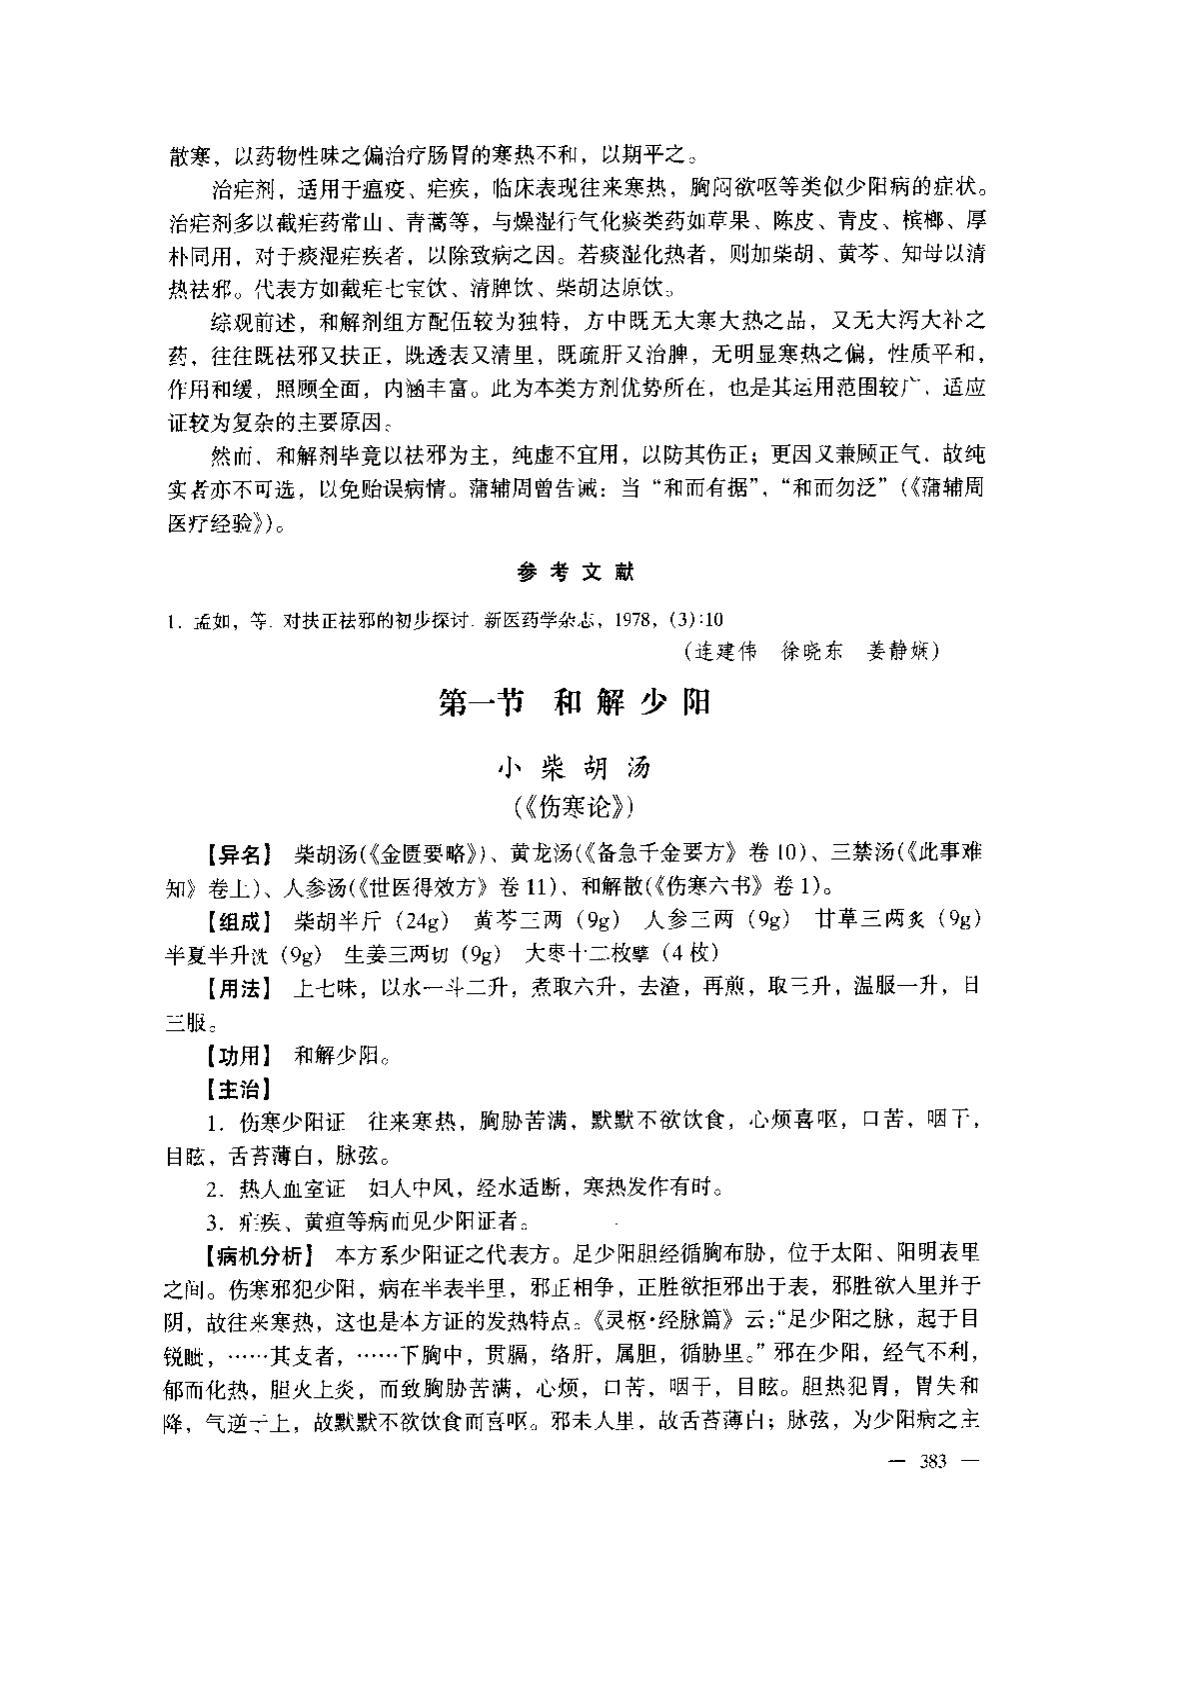 散寒，以药物性味之偏治疗肠胃的寒热不和，以期平之。
治疟剂，适用于瘟疫、疟疾，临床表现往来寒热，胸闷欲呕等类似少阳病的症状。
治疟剂多以截疟药常山、青蒿等，与燥湿行气化痰类药如草果、陈皮、青皮、槟榔、厚
朴同用，对于痰湿疟疾者，以除致病之因。若痰湿化热者，则加柴胡、黄芩、知母以清
热祛邪。代表方如截疟七宝饮、清脾饮、柴胡达原饮。
综观前述，和解剂组方配伍较为独特，方中既无大寒大热之品，又无大泻大补之
药，往往既祛邪又扶正，既透表又清里，既疏肝又治脾，无明显寒热之偏，性质平和，
作用和缓，照顾全面，内涵丰富。此为本类方剂优势所在，也是其运用范围较广、适应
证较为复杂的主要原因。
然而、和解剂毕竟以祛邪为主，纯虚不宜用，以防其伤正；更因又兼顾正气、故纯
实者亦不可选，以免贻误病情。蒲辅周曾告诫：当“和而有据”，“和而勿泛”（《蒲辅周
医疗经验》）。
参考文献
1. 孟如，等. 对扶正祛邪的初步探讨. 新医药学杂志，1978，(3):10
（连建伟 徐晓东 姜静娴）
第一节 和解少阳
小柴胡汤
（《伤寒论》）
【异名】 柴胡汤(《金匮要略》)、黄龙汤(《备急千金要方》卷10)、三禁汤(《此事难
知》卷上)、人参汤(《世医得效方》卷11)、和解散(《伤寒六书》卷1)。
【组成】 柴胡半斤（24g） 黄芩三两（9g） 人参三两（9g） 甘草三两炙（9g）
半夏半升洗（9g） 生姜三两切（9g） 大枣十二枚擘（4枚）
【用法】 上七味，以水一斗二升，煮取六升，去渣，再煎，取三升，温服一升，日
三服。
【功用】 和解少阳。
【主治】
1. 伤寒少阳证 往来寒热，胸胁苦满，默默不欲饮食，心烦喜呕，口苦，咽干，
目眩，舌苔薄白，脉弦。
2. 热入血室证 妇人中风，经水适断，寒热发作有时。
3. 疟疾、黄疸等病而见少阳证者。
【病机分析】 本方系少阳证之代表方。足少阳胆经循胸布胁，位于太阳、阳明表里
之间。伤寒邪犯少阳，病在半表半里，邪正相争，正胜欲拒邪出于表，邪胜欲入里并于
阴，故往来寒热，这也是本方证的发热特点。《灵枢·经脉篇》云：“足少阳之脉，起于目
锐眦，……其支者，……下胸中，贯膈，络肝，属胆，循胁里。”邪在少阳，经气不利，
郁而化热，胆火上炎，而致胸胁苦满，心烦，口苦，咽干，目眩。胆热犯胃，胃失和
降，气逆于上，故默默不欲饮食而喜呕。邪未入里，故舌苔薄白；脉弦，为少阳病之主
— 383 —